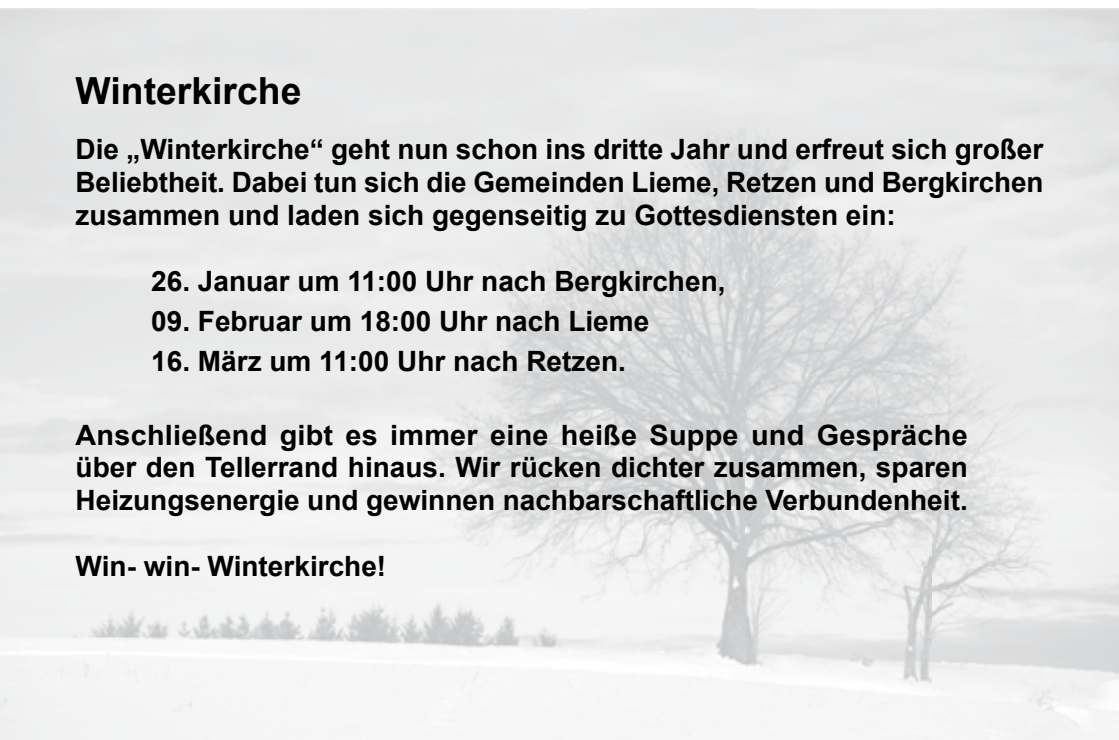 Winterkirche
Die „Winterkirche“ geht nun schon ins dritte Jahr und erfreut sich großer
Beliebtheit. Dabei tun sich die Gemeinden Lieme, Retzen und Bergkirchen
zusammen und laden sich gegenseitig zu Gottesdiensten ein:
26. Januar um 11:00 Uhr nach Bergkirchen,
09. Februar um 18:00 Uhr nach Lieme
16. März um 11:00 Uhr nach Retzen.
Anschließend gibt es immer eine heiße Suppe und Gespräche
über den Tellerrand hinaus. Wir rücken dichter zusammen, sparen
Heizungsenergie und gewinnen nachbarschaftliche Verbundenheit.
Win- win- Winterkirche!